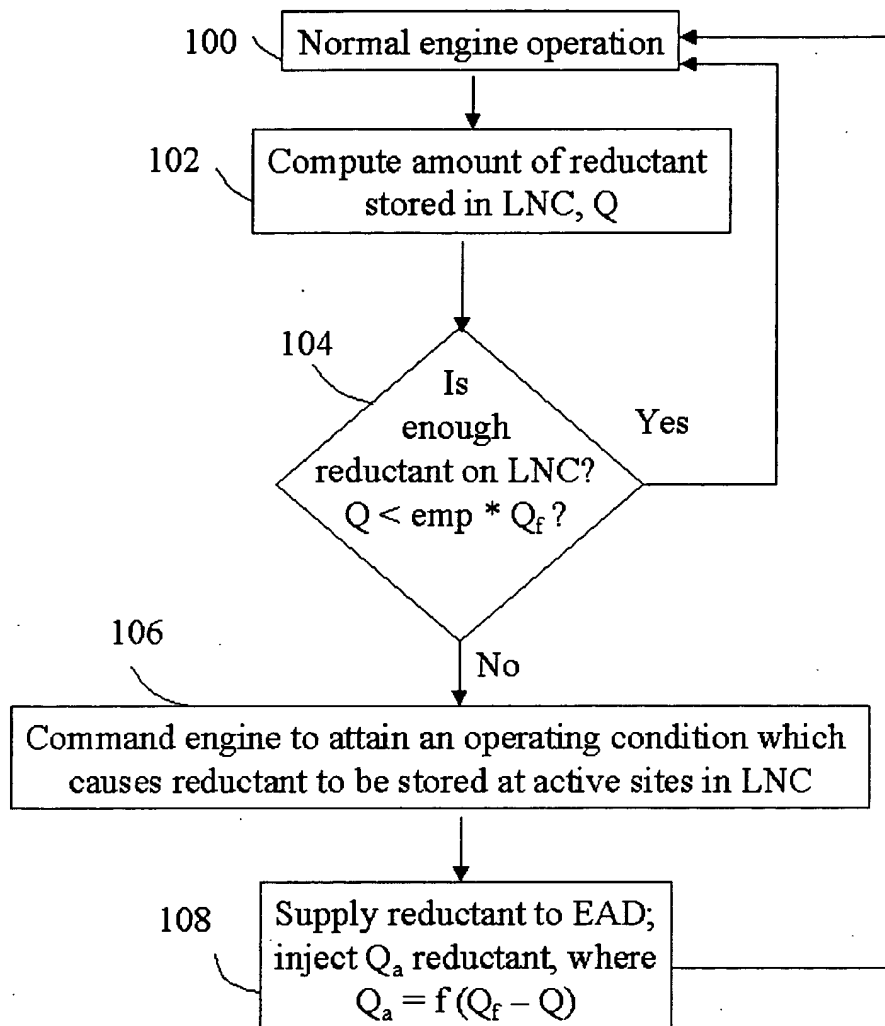 100
Normal engine operation
102
Compute amount of reductant
stored in LNC, Q
104
Is
enough
reductant on LNC?
Q < emp * Qf ?
Yes
No
106
Command engine to attain an operating condition which
causes reductant to be stored at active sites in LNC
108
Supply reductant to EAD;
inject Qa reductant, where
Qa = f (Qf – Q)